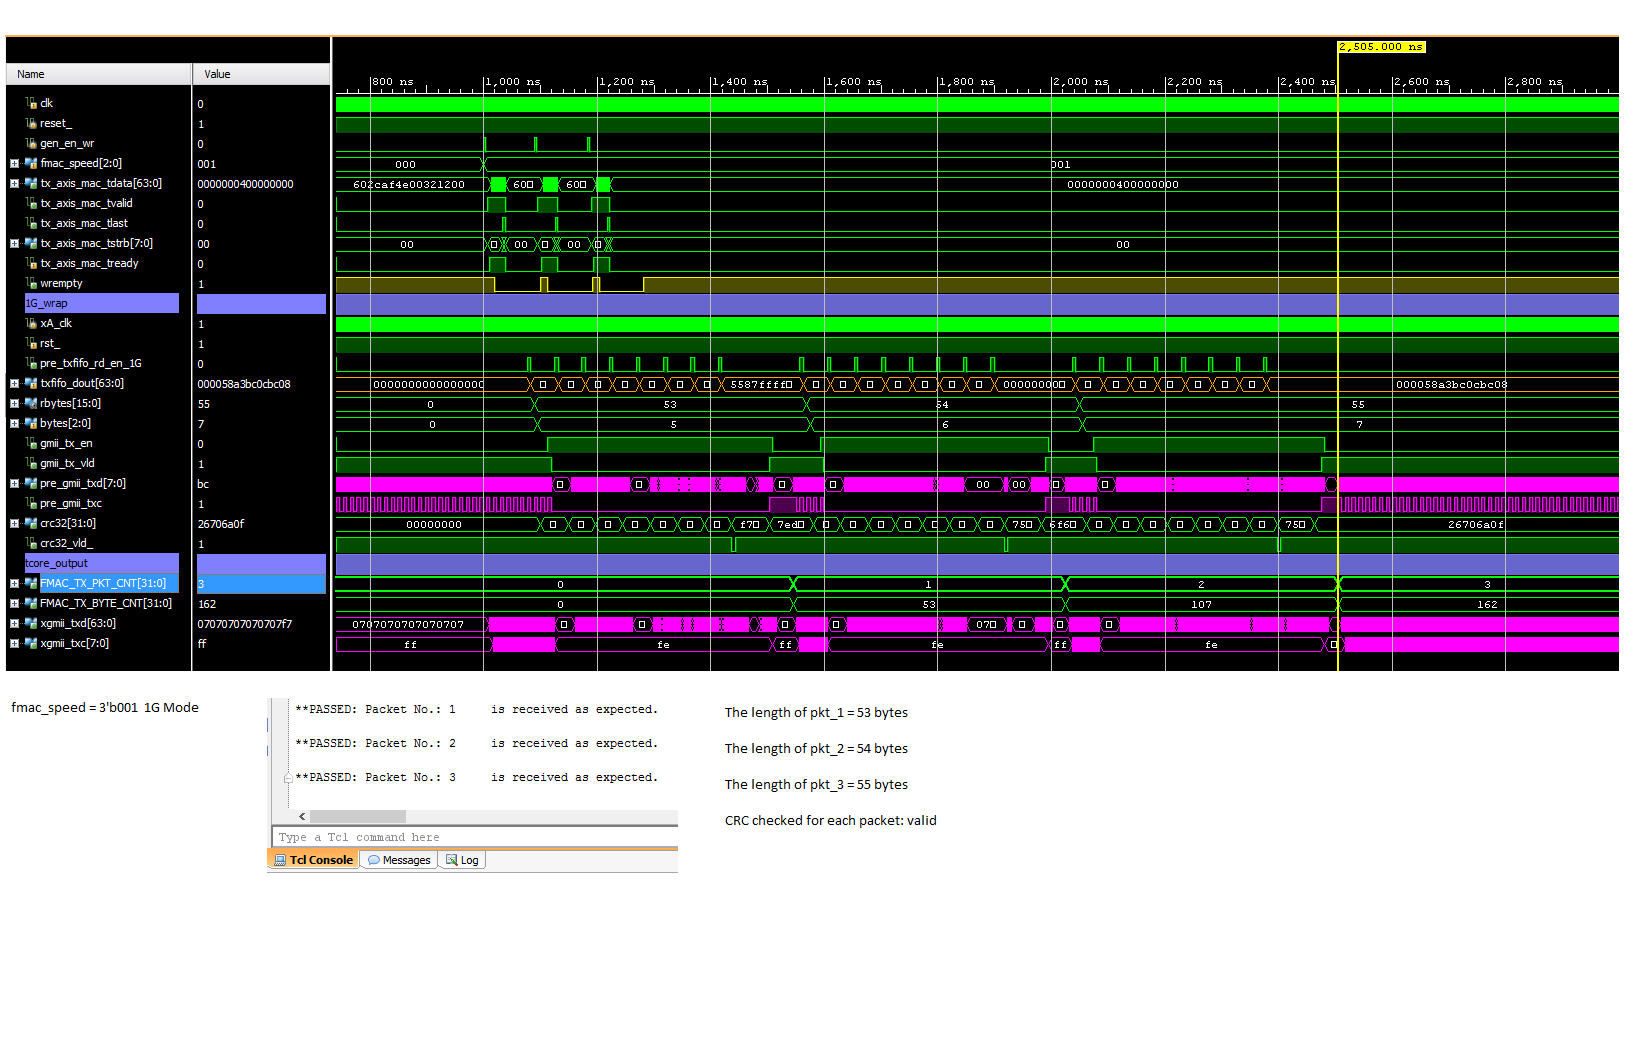 2,505.000 ns
Name Value
800 ns 1,000 ns 1,200 ns 1,400 ns 1,600 ns 1,800 ns 2,000 ns 2,200 ns 2,400 ns 2,600 ns 2,800 ns
clk 0
reset_ 1
gen_en_wr 0
fmac_speed[2:0] 001 000 001
tx_axis_mac_tdata[63:0] 0000000400000000 602caf4e00321200 60 60 0000000400000000
tx_axis_mac_tvalid 0
tx_axis_mac_tlast 0
tx_axis_mac_tstrb[7:0] 00 00 00 00 00
tx_axis_mac_tready 0
wrempty 1
1G_wrap
xA_clk 1
rst_ 1
pre_txfifo_rd_en_1G 0
txfifo_dout[63:0] 000058a3bc0cbc08 0000000000000000 5587ffff 00000000 000058a3bc0cbc08
rbytes[15:0] 55 0 53 54 55
bytes[2:0] 7 0 5 6 7
gmii_tx_en 0
gmii_tx_vld 1
pre_gmii_txd[7:0] bc 00 00
pre_gmii_txc 1
crc32[31:0] 26706a0f 00000000 f7 7ed 75 6f6 75 26706a0f
crc32_vld_ 1
tcore_output
FMAC_TX_PKT_CNT[31:0] 3 0 1 2 3
FMAC_TX_BYTE_CNT[31:0] 162 0 53 107 162
xgmii_txd[63:0] 07070707070707f7 0707070707070707 070
xgmii_txc[7:0] ff ff fe ff fe ff fe
fmac_speed = 3'b001 1G Mode
**PASSED: Packet No.: 1 is received as expected.
**PASSED: Packet No.: 2 is received as expected.
**PASSED: Packet No.: 3 is received as expected.
Type a Tcl command here
Tcl Console Messages Log
The length of pkt_1 = 53 bytes
The length of pkt_2 = 54 bytes
The length of pkt_3 = 55 bytes
CRC checked for each packet: valid